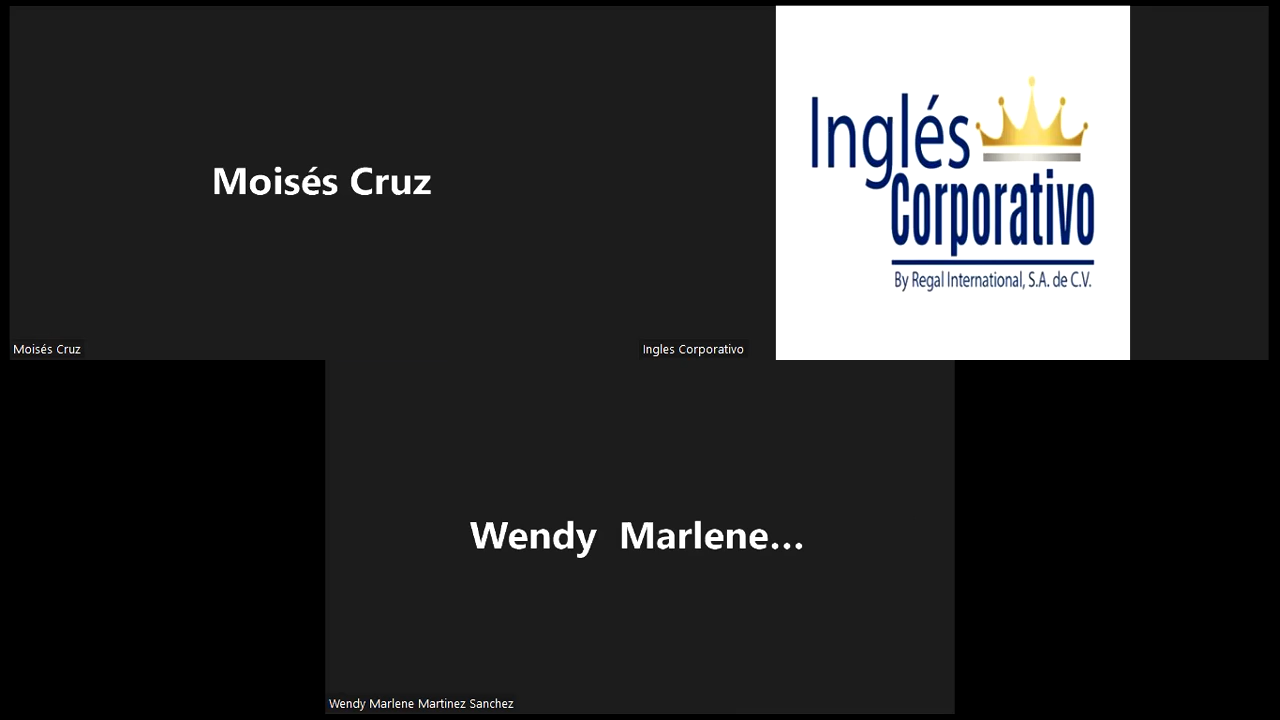 Moisés Cruz
Moisés Cruz
Inglés
Corporativo
By Regal International, S.A. de C.V.
Ingles Corporativo
Wendy  Marlene...
Wendy Marlene Martinez Sanchez